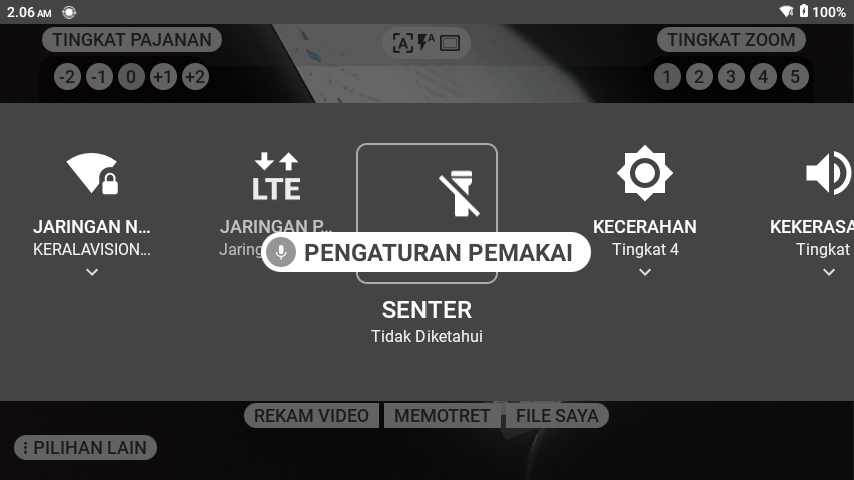 2.06 AM
100%
TINGKAT PAJANAN
TINGKAT ZOOM
-2 -1 0 +1 +2
A
A
1 2 3 4 5
LTE
JARINGAN N...
JARINGAN P...
KECERAHAN
KEKERASA
KERALAVISION...
Jaring
Tingkat 4
Tingkat
PENGATURAN PEMAKAI
SENTER
Tidak Diketahui
REKAM VIDEO
MEMOTRET
FILE SAYA
PILIHAN LAIN